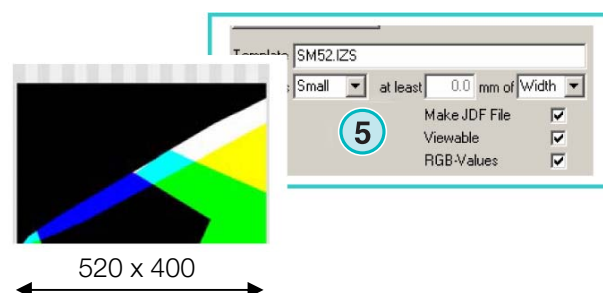 Template SM52.IZS
Small at least 0.0 mm of Width
5
Make JDF File
Viewable
RGB-Values
520 x 400